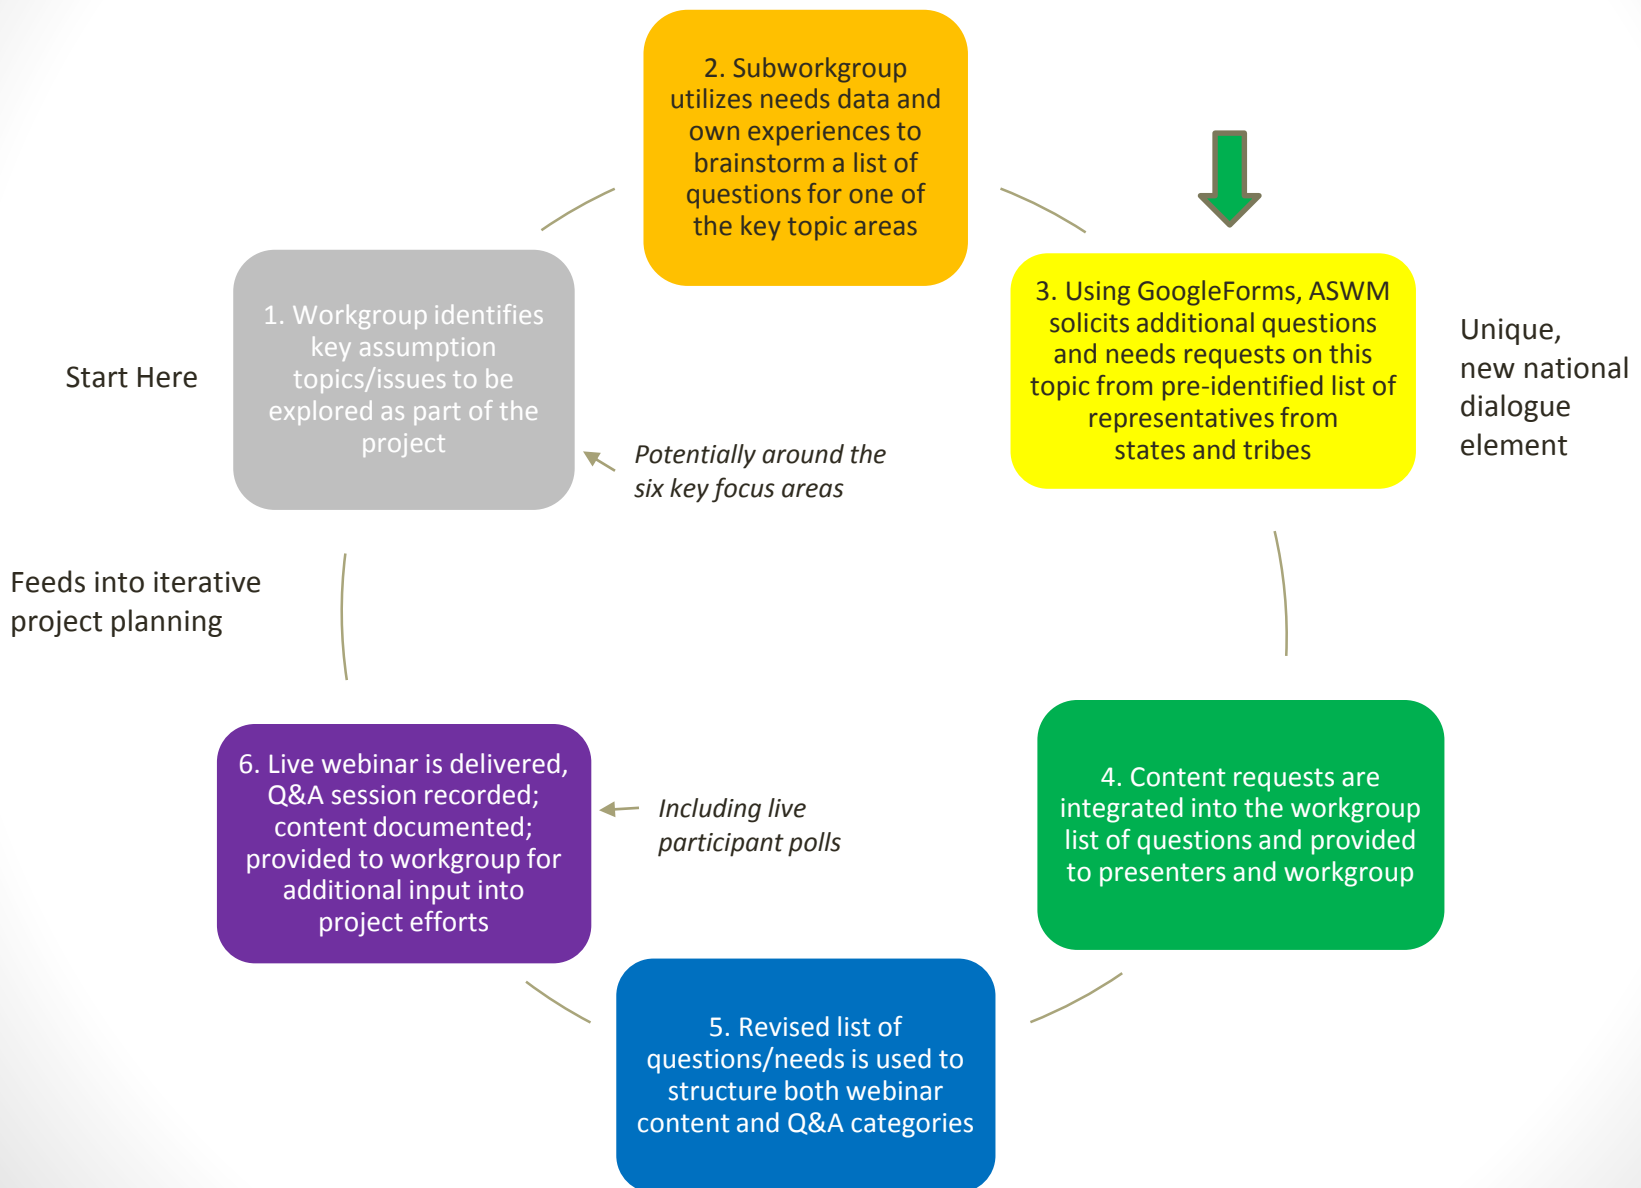 2. Subworkgroup
utilizes needs data and
own experiences to
brainstorm a list of
questions for one of
the key topic areas
Start Here
1. Workgroup identifies
key assumption
topics/issues to be
explored as part of the
project
Potentially around the
six key focus areas
3. Using GoogleForms, ASWM
solicits additional questions
and needs requests on this
topic from pre-identified list of
representatives from
states and tribes
Unique,
new national
dialogue
element
Feeds into iterative
project planning
6. Live webinar is delivered,
Q&A session recorded;
content documented;
provided to workgroup for
additional input into
project efforts
Including live
participant polls
4. Content requests are
integrated into the workgroup
list of questions and provided
to presenters and workgroup
5. Revised list of
questions/needs is used to
structure both webinar
content and Q&A categories